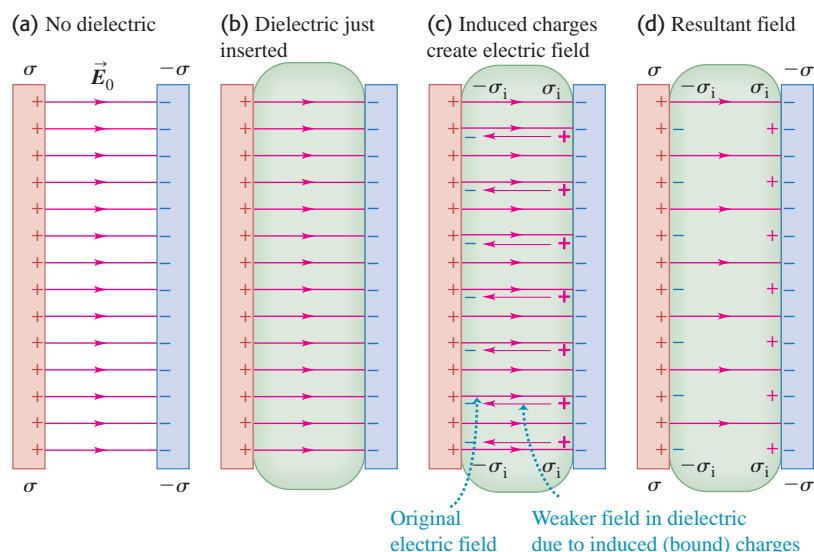 (a) No dielectric
σ
−σ
E⃗₀
σ
−σ
(b) Dielectric just
inserted
(c) Induced charges
create electric field
−σᵢ
σᵢ
−σᵢ
σᵢ
Original
electric field
Weaker field in dielectric
due to induced (bound) charges
(d) Resultant field
σ
−σ
−σᵢ
σᵢ
−σᵢ
σᵢ
σ
−σ